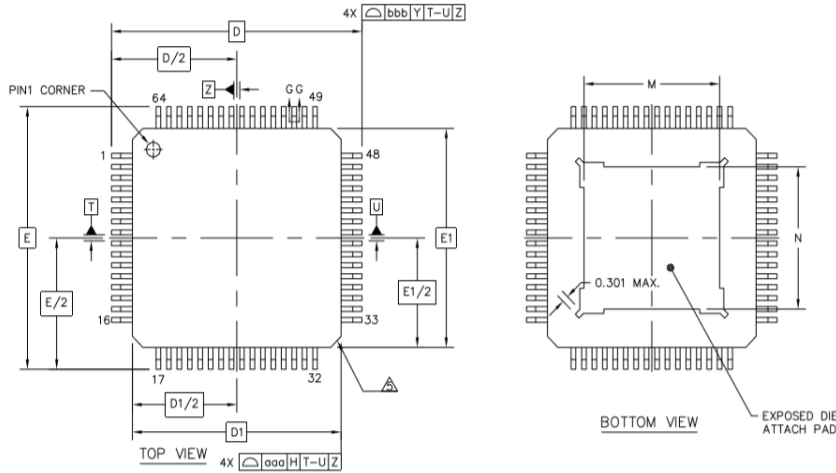 4X ⌓ bbb Y T-U Z
D
D/2
M
Z
G G
PIN1 CORNER
64
49
1
48
T
U
E
E1
N
E/2
E1/2
0.301 MAX.
16
33
17
32
5
D1/2
D1
EXPOSED DIE
ATTACH PAD
BOTTOM VIEW
TOP VIEW
4X ⌓ aaa H T-U Z